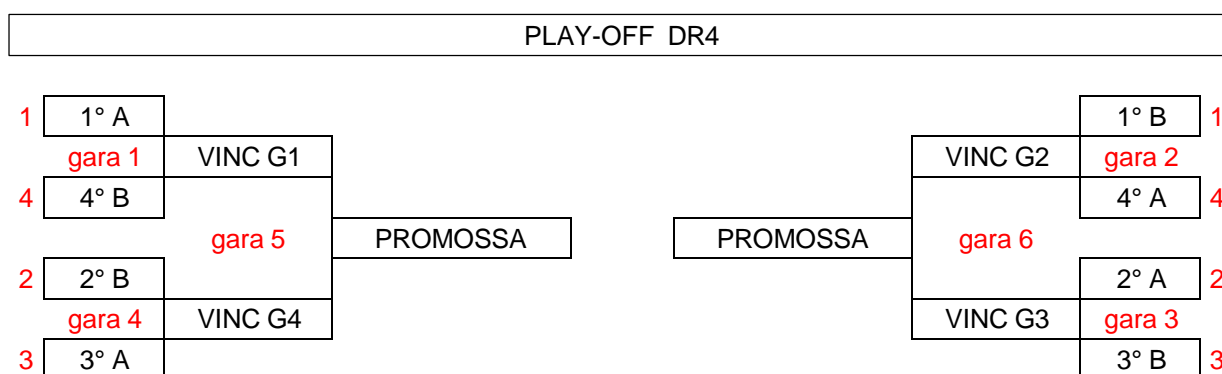 PLAY-OFF DR4
1 1° A 1° B 1
gara 1 VINC G1 VINC G2 gara 2
4 4° B 4° A 4
gara 5 PROMOSSA PROMOSSA gara 6
2 2° B 2° A 2
gara 4 VINC G4 VINC G3 gara 3
3 3° A 3° B 3